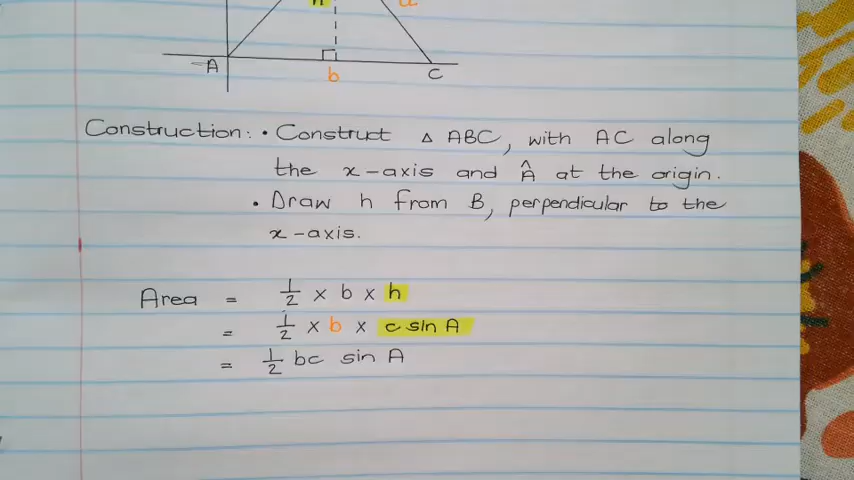 h a
A b C
Construction: • Construct △ ABC, with AC along
the x-axis and Â at the origin.
• Draw h from B, perpendicular to the
x-axis.
Area = 1/2 × b × h
= 1/2 × b × c sin A
= 1/2 bc sin A